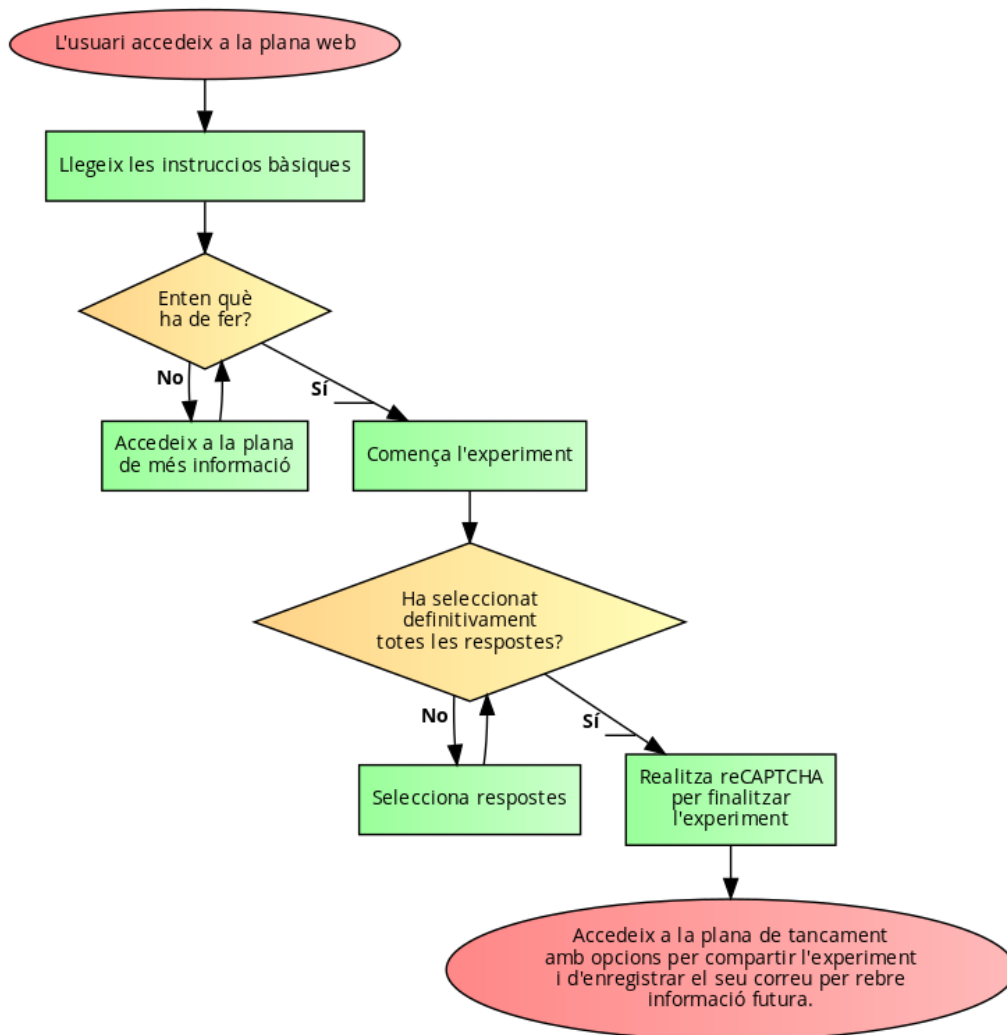 L'usuari accedeix a la plana web
Llegeix les instruccios bàsiques
Enten què
ha de fer?
No
Sí
Accedeix a la plana
de més informació
Comença l'experiment
Ha seleccionat
definitivament
totes les respostes?
No
Sí
Selecciona respostes
Realitza reCAPTCHA
per finalitzar
l'experiment
Accedeix a la plana de tancament
amb opcions per compartir l'experiment
i d'enregistrar el seu correu per rebre
informació futura.